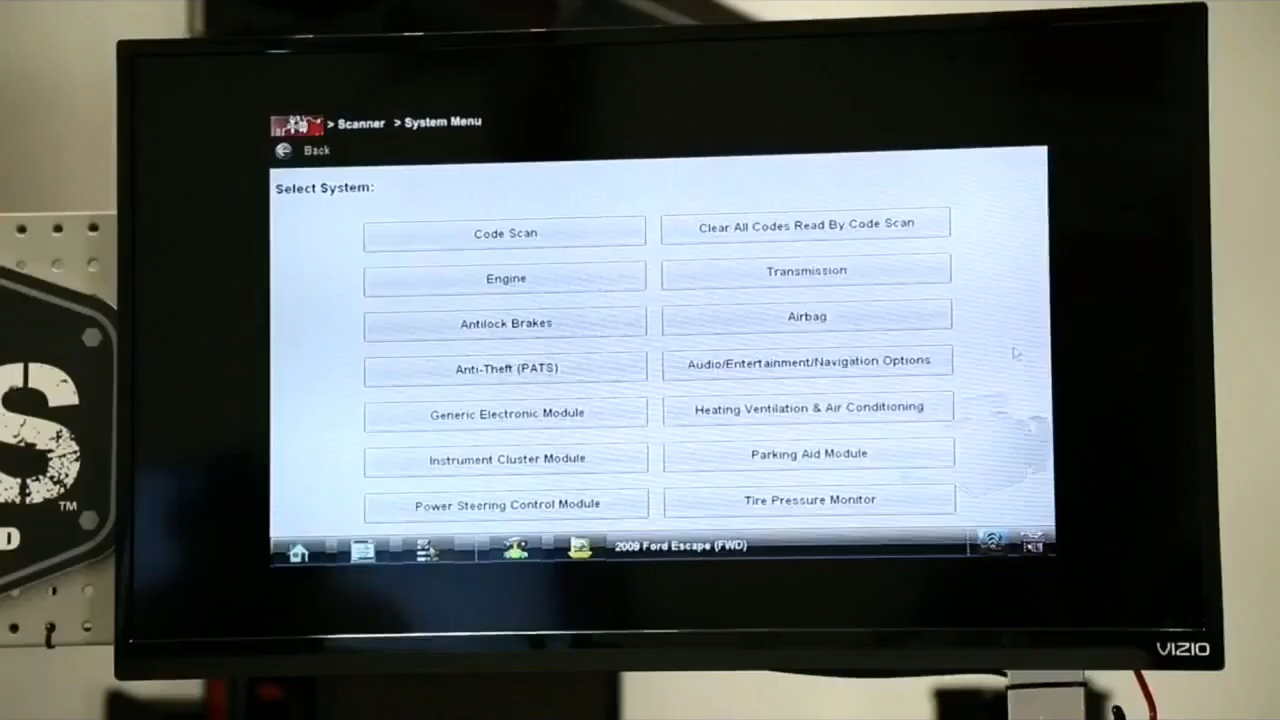 > Scanner > System Menu
Back
Select System:
Code Scan
Clear All Codes Read By Code Scan
Engine
Transmission
Antilock Brakes
Airbag
Anti-Theft (PATS)
Audio/Entertainment/Navigation Options
Generic Electronic Module
Heating Ventilation & Air Conditioning
Instrument Cluster Module
Parking Aid Module
Power Steering Control Module
Tire Pressure Monitor
2009 Ford Escape (FWD)
VIZIO
S
TM
D